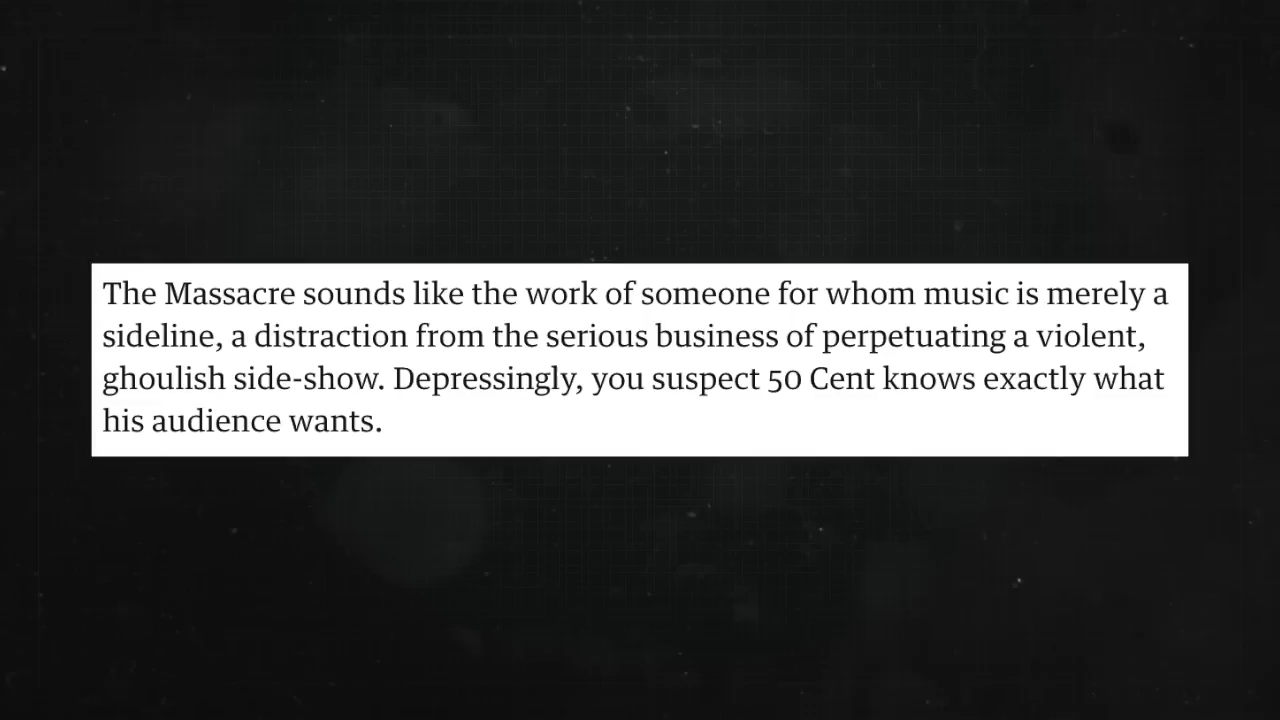 The Massacre sounds like the work of someone for whom music is merely a
sideline, a distraction from the serious business of perpetuating a violent,
ghoulish side-show. Depressingly, you suspect 50 Cent knows exactly what
his audience wants.